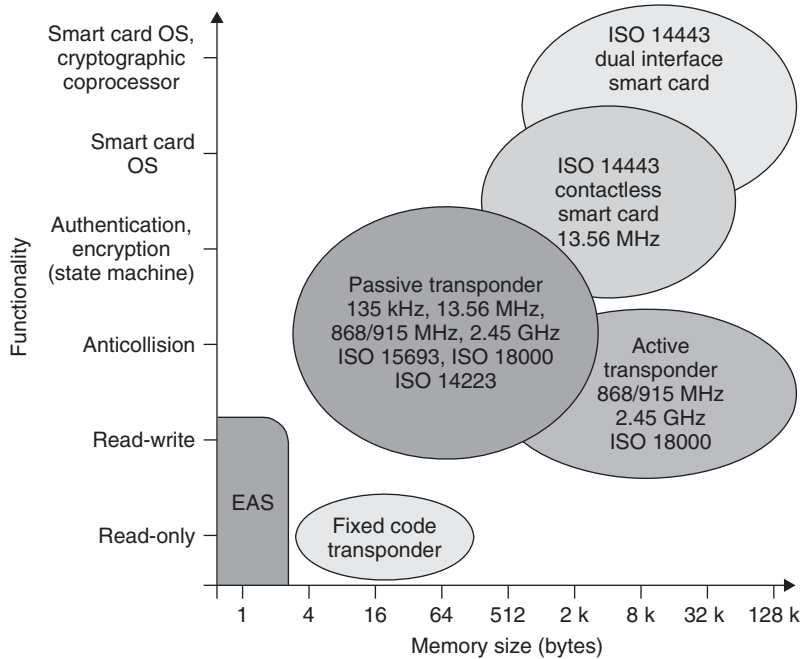 Smart card OS,
cryptographic
coprocessor
Smart card
OS
Authentication,
encryption
(state machine)
Anticollision
Read-write
Read-only
Functionality
ISO 14443
dual interface
smart card
ISO 14443
contactless
smart card
13.56 MHz
Passive transponder
135 kHz, 13.56 MHz,
868/915 MHz, 2.45 GHz
ISO 15693, ISO 18000
ISO 14223
Active
transponder
868/915 MHz
2.45 GHz
ISO 18000
EAS
Fixed code
transponder
1 4 16 64 512 2 k 8 k 32 k 128 k
Memory size (bytes)